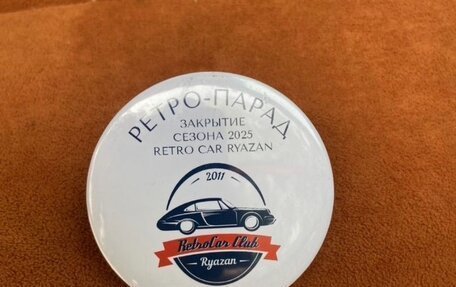 РЕТРО-ПАРАД
ЗАКРЫТИЕ
СЕЗОНА 2025
RETRO CAR RYAZAN
2011
RetroCar Club
Ryazan